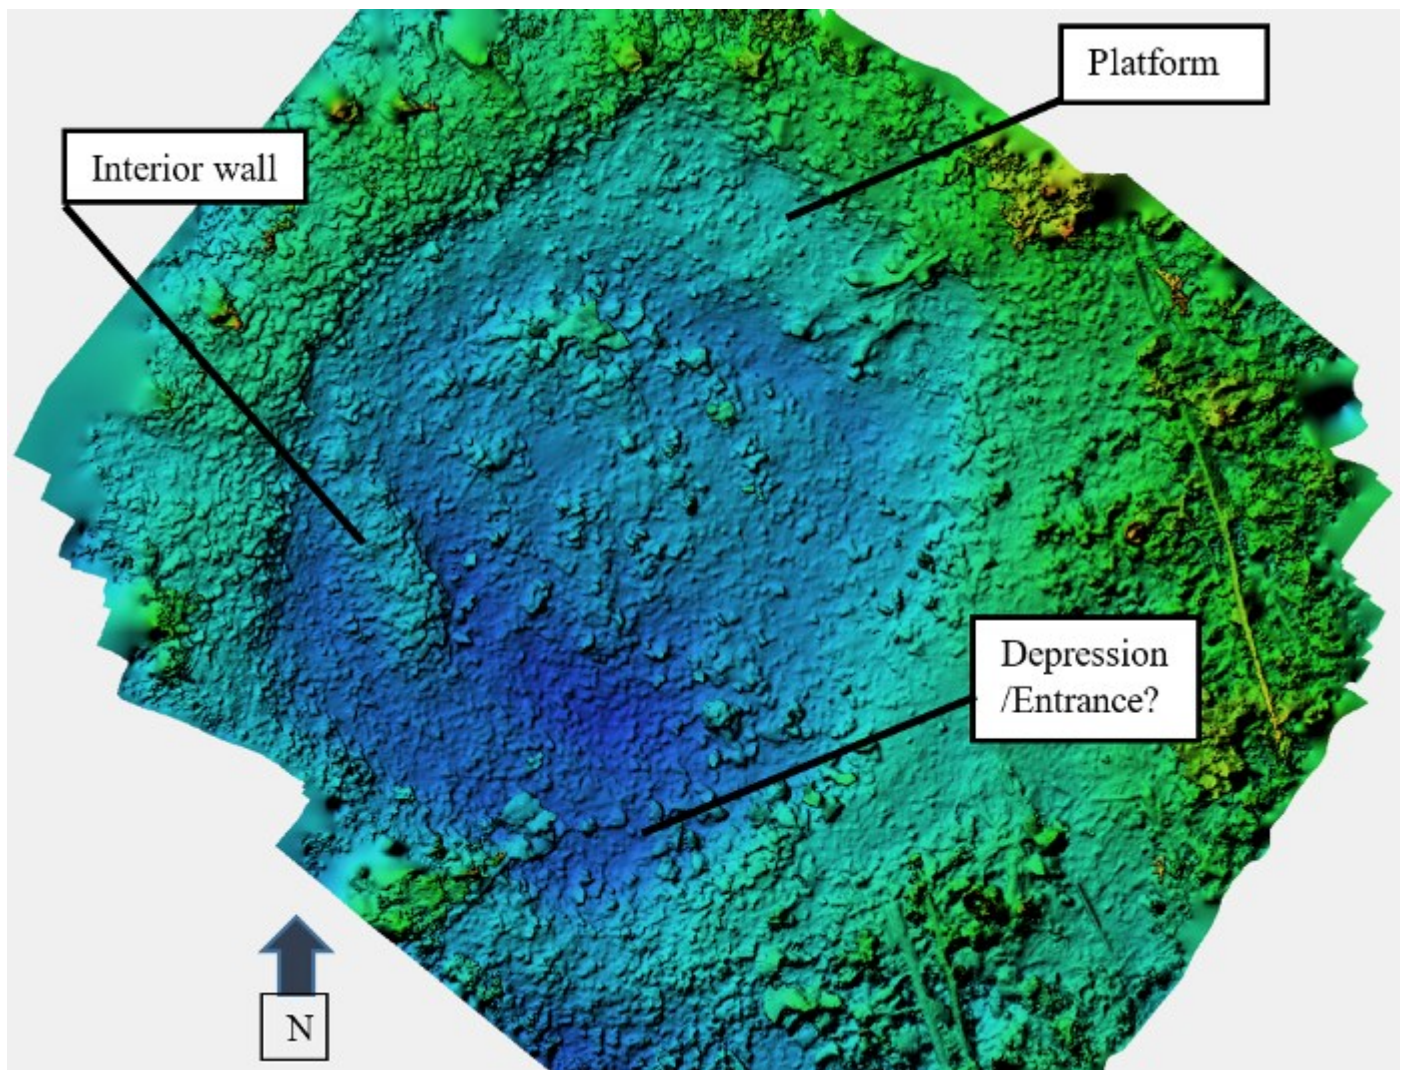 Platform
Interior wall
Depression
/Entrance?
N